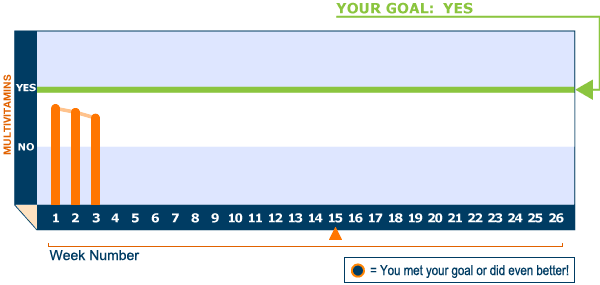 YOUR GOAL: YES
MULTIVITAMINS
YES
NO
1 2 3 4 5 6 7 8 9 10 11 12 13 14 15 16 17 18 19 20 21 22 23 24 25 26
Week Number
= You met your goal or did even better!